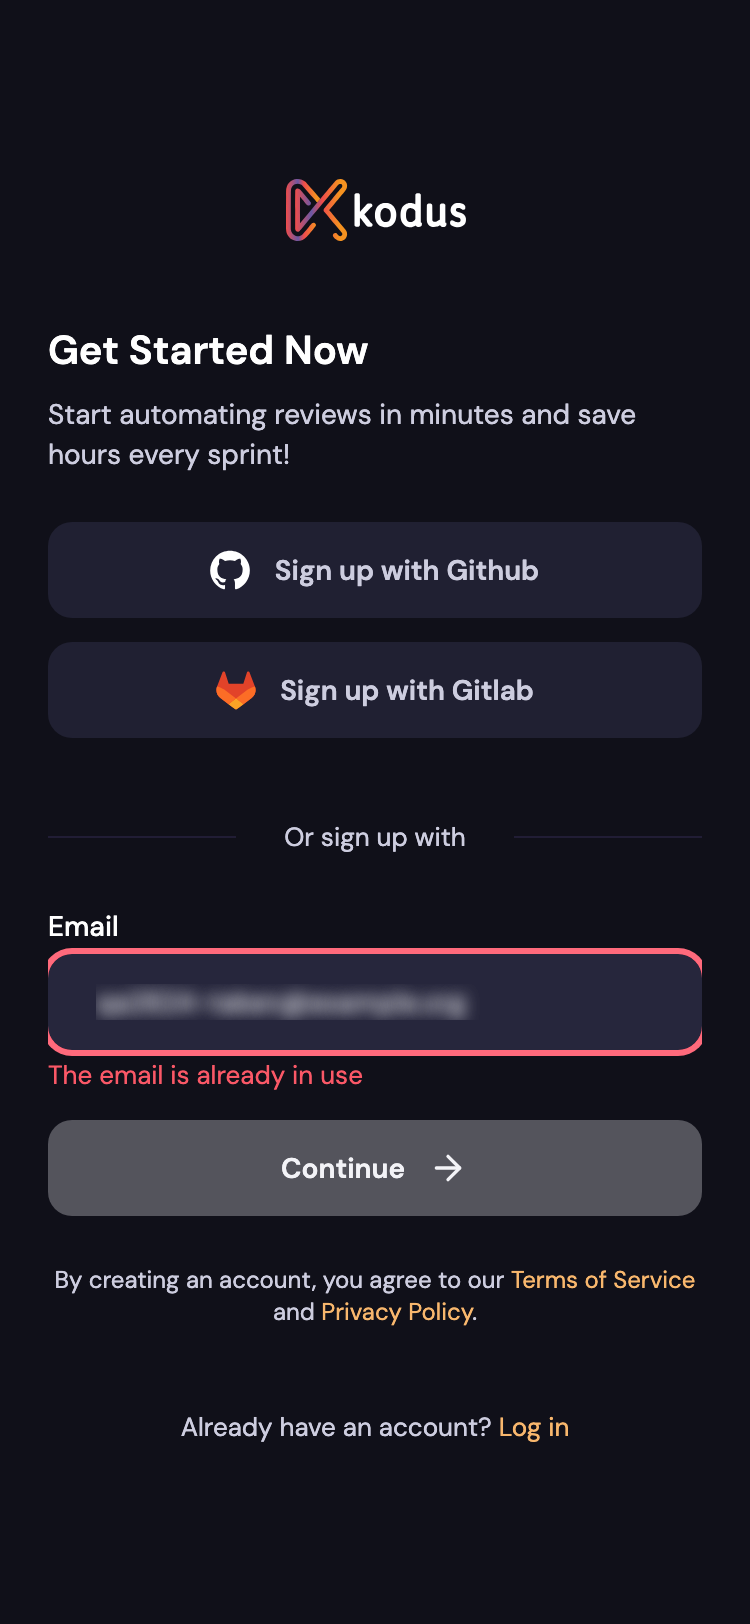 kodus
Get Started Now
Start automating reviews in minutes and save
hours every sprint!
Sign up with Github
Sign up with Gitlab
Or sign up with
Email
The email is already in use
Continue
By creating an account, you agree to our Terms of Service
and Privacy Policy.
Already have an account? Log in